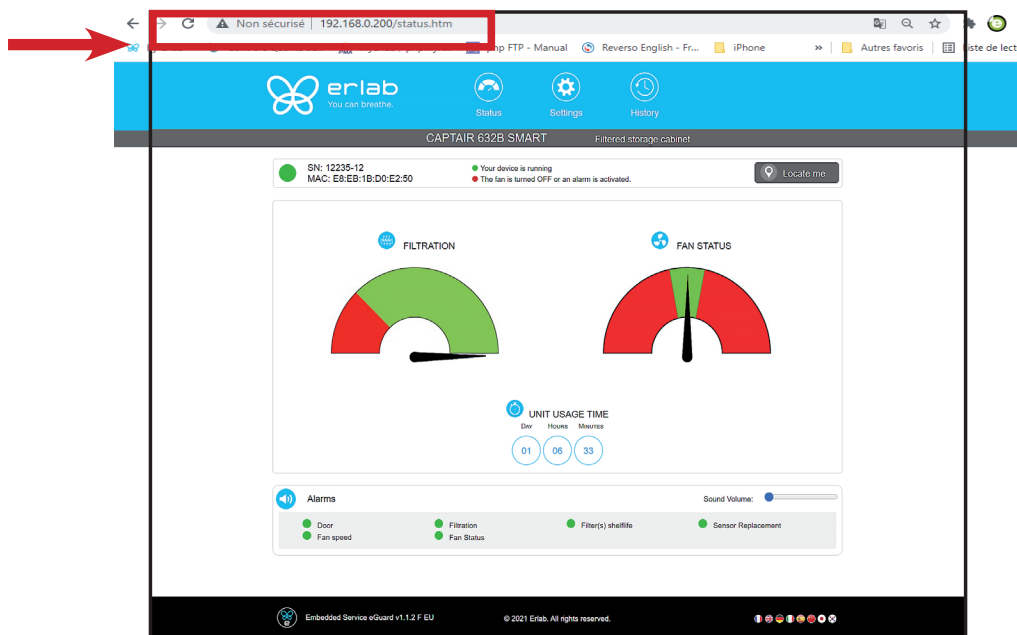 Non sécurisé | 192.168.0.200/status.htm
php FTP - Manual Reverso English - Fr... iPhone » Autres favoris Liste de lect
erlab
You can breathe.
Status Settings History
CAPTAIR 632B SMART Filtered storage cabinet
SN: 12235-12
MAC: E8:EB:1B:D0:E2:50
Your device is running
The fan is turned OFF or an alarm is activated.
Locate me
FILTRATION
FAN STATUS
UNIT USAGE TIME
DAY HOURS MINUTES
01 06 33
Alarms
Sound Volume:
Door Filtration Filter(s) shelflife Sensor Replacement
Fan speed Fan Status
Embedded Service eGuard v1.1.2 F EU © 2021 Erlab. All rights reserved.